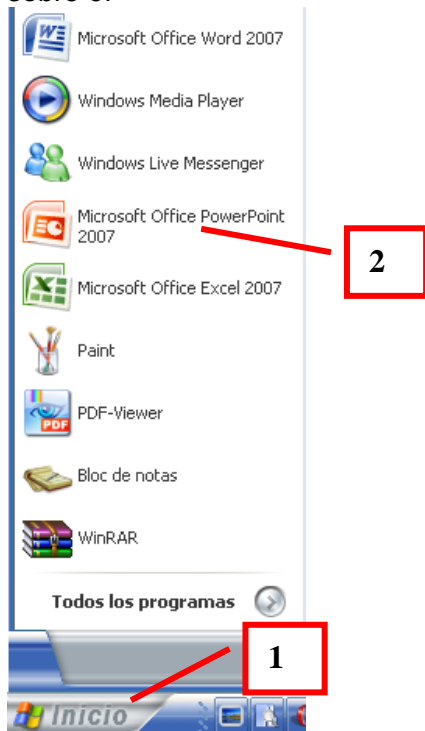 Microsoft Office Word 2007
Windows Media Player
Windows Live Messenger
Microsoft Office PowerPoint
2007
2
Microsoft Office Excel 2007
Paint
PDF-Viewer
PDF
Bloc de notas
WinRAR
Todos los programas
1
Inicio